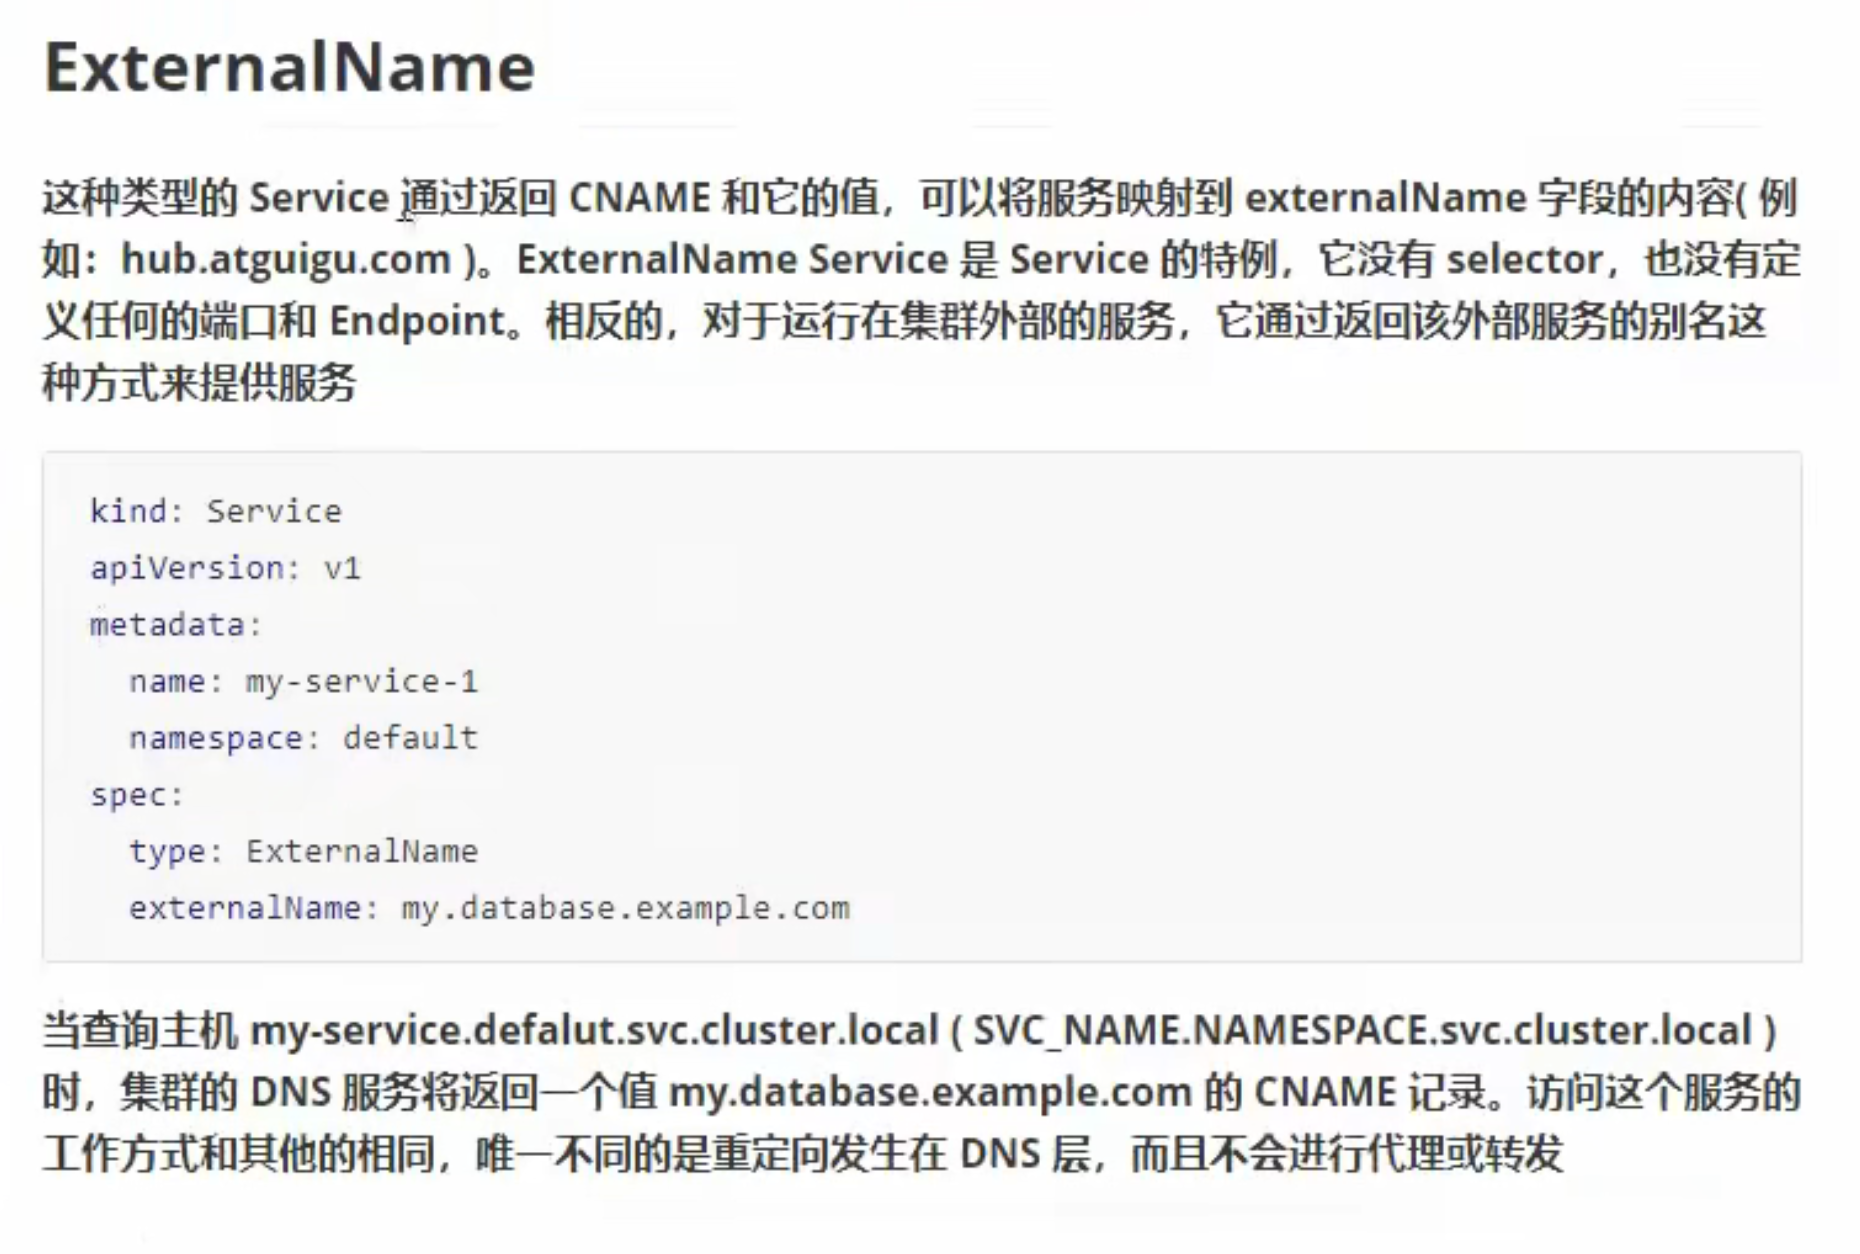 ExternalName
这种类型的 Service 通过返回 CNAME 和它的值，可以将服务映射到 externalName 字段的内容( 例
如：hub.atguigu.com )。ExternalName Service 是 Service 的特例，它没有 selector，也没有定
义任何的端口和 Endpoint。相反的，对于运行在集群外部的服务，它通过返回该外部服务的别名这
种方式来提供服务
kind: Service
apiVersion: v1
metadata:
  name: my-service-1
  namespace: default
spec:
  type: ExternalName
  externalName: my.database.example.com
当查询主机 my-service.defalut.svc.cluster.local ( SVC_NAME.NAMESPACE.svc.cluster.local )
时，集群的 DNS 服务将返回一个值 my.database.example.com 的 CNAME 记录。访问这个服务的
工作方式和其他的相同，唯一不同的是重定向发生在 DNS 层，而且不会进行代理或转发